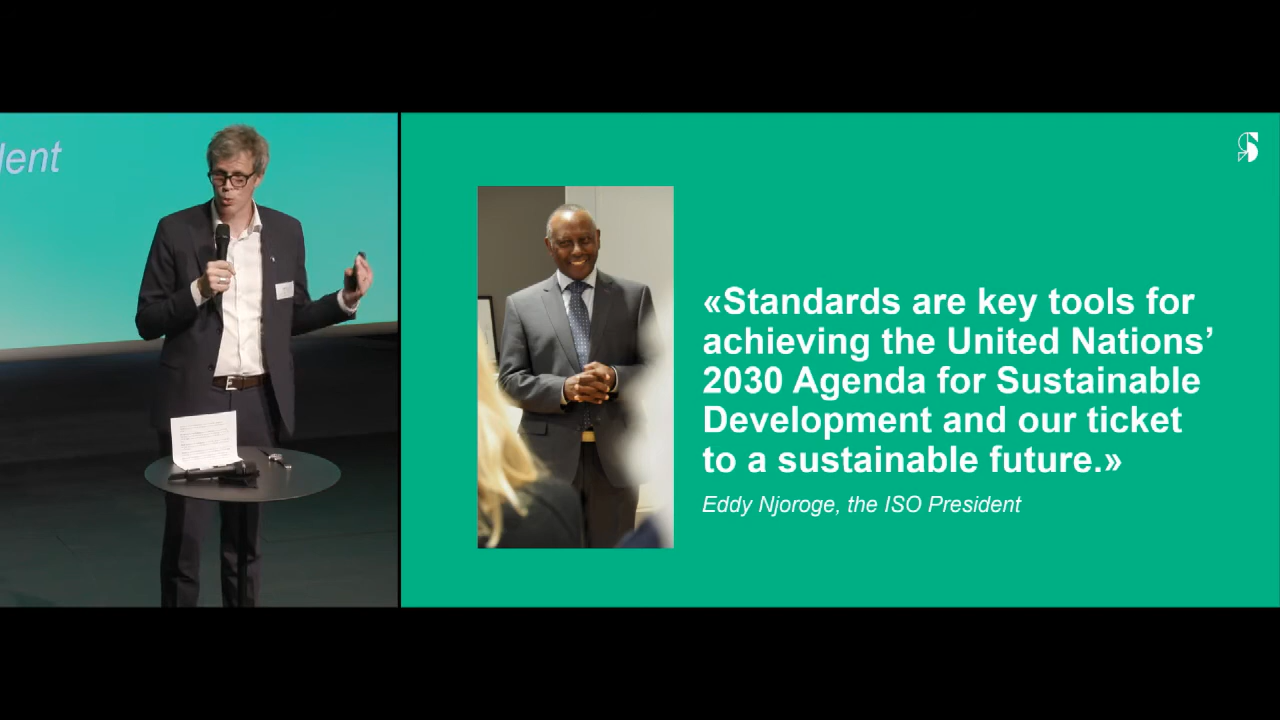 dent
«Standards are key tools for
achieving the United Nations’
2030 Agenda for Sustainable
Development and our ticket
to a sustainable future.»
Eddy Njoroge, the ISO President